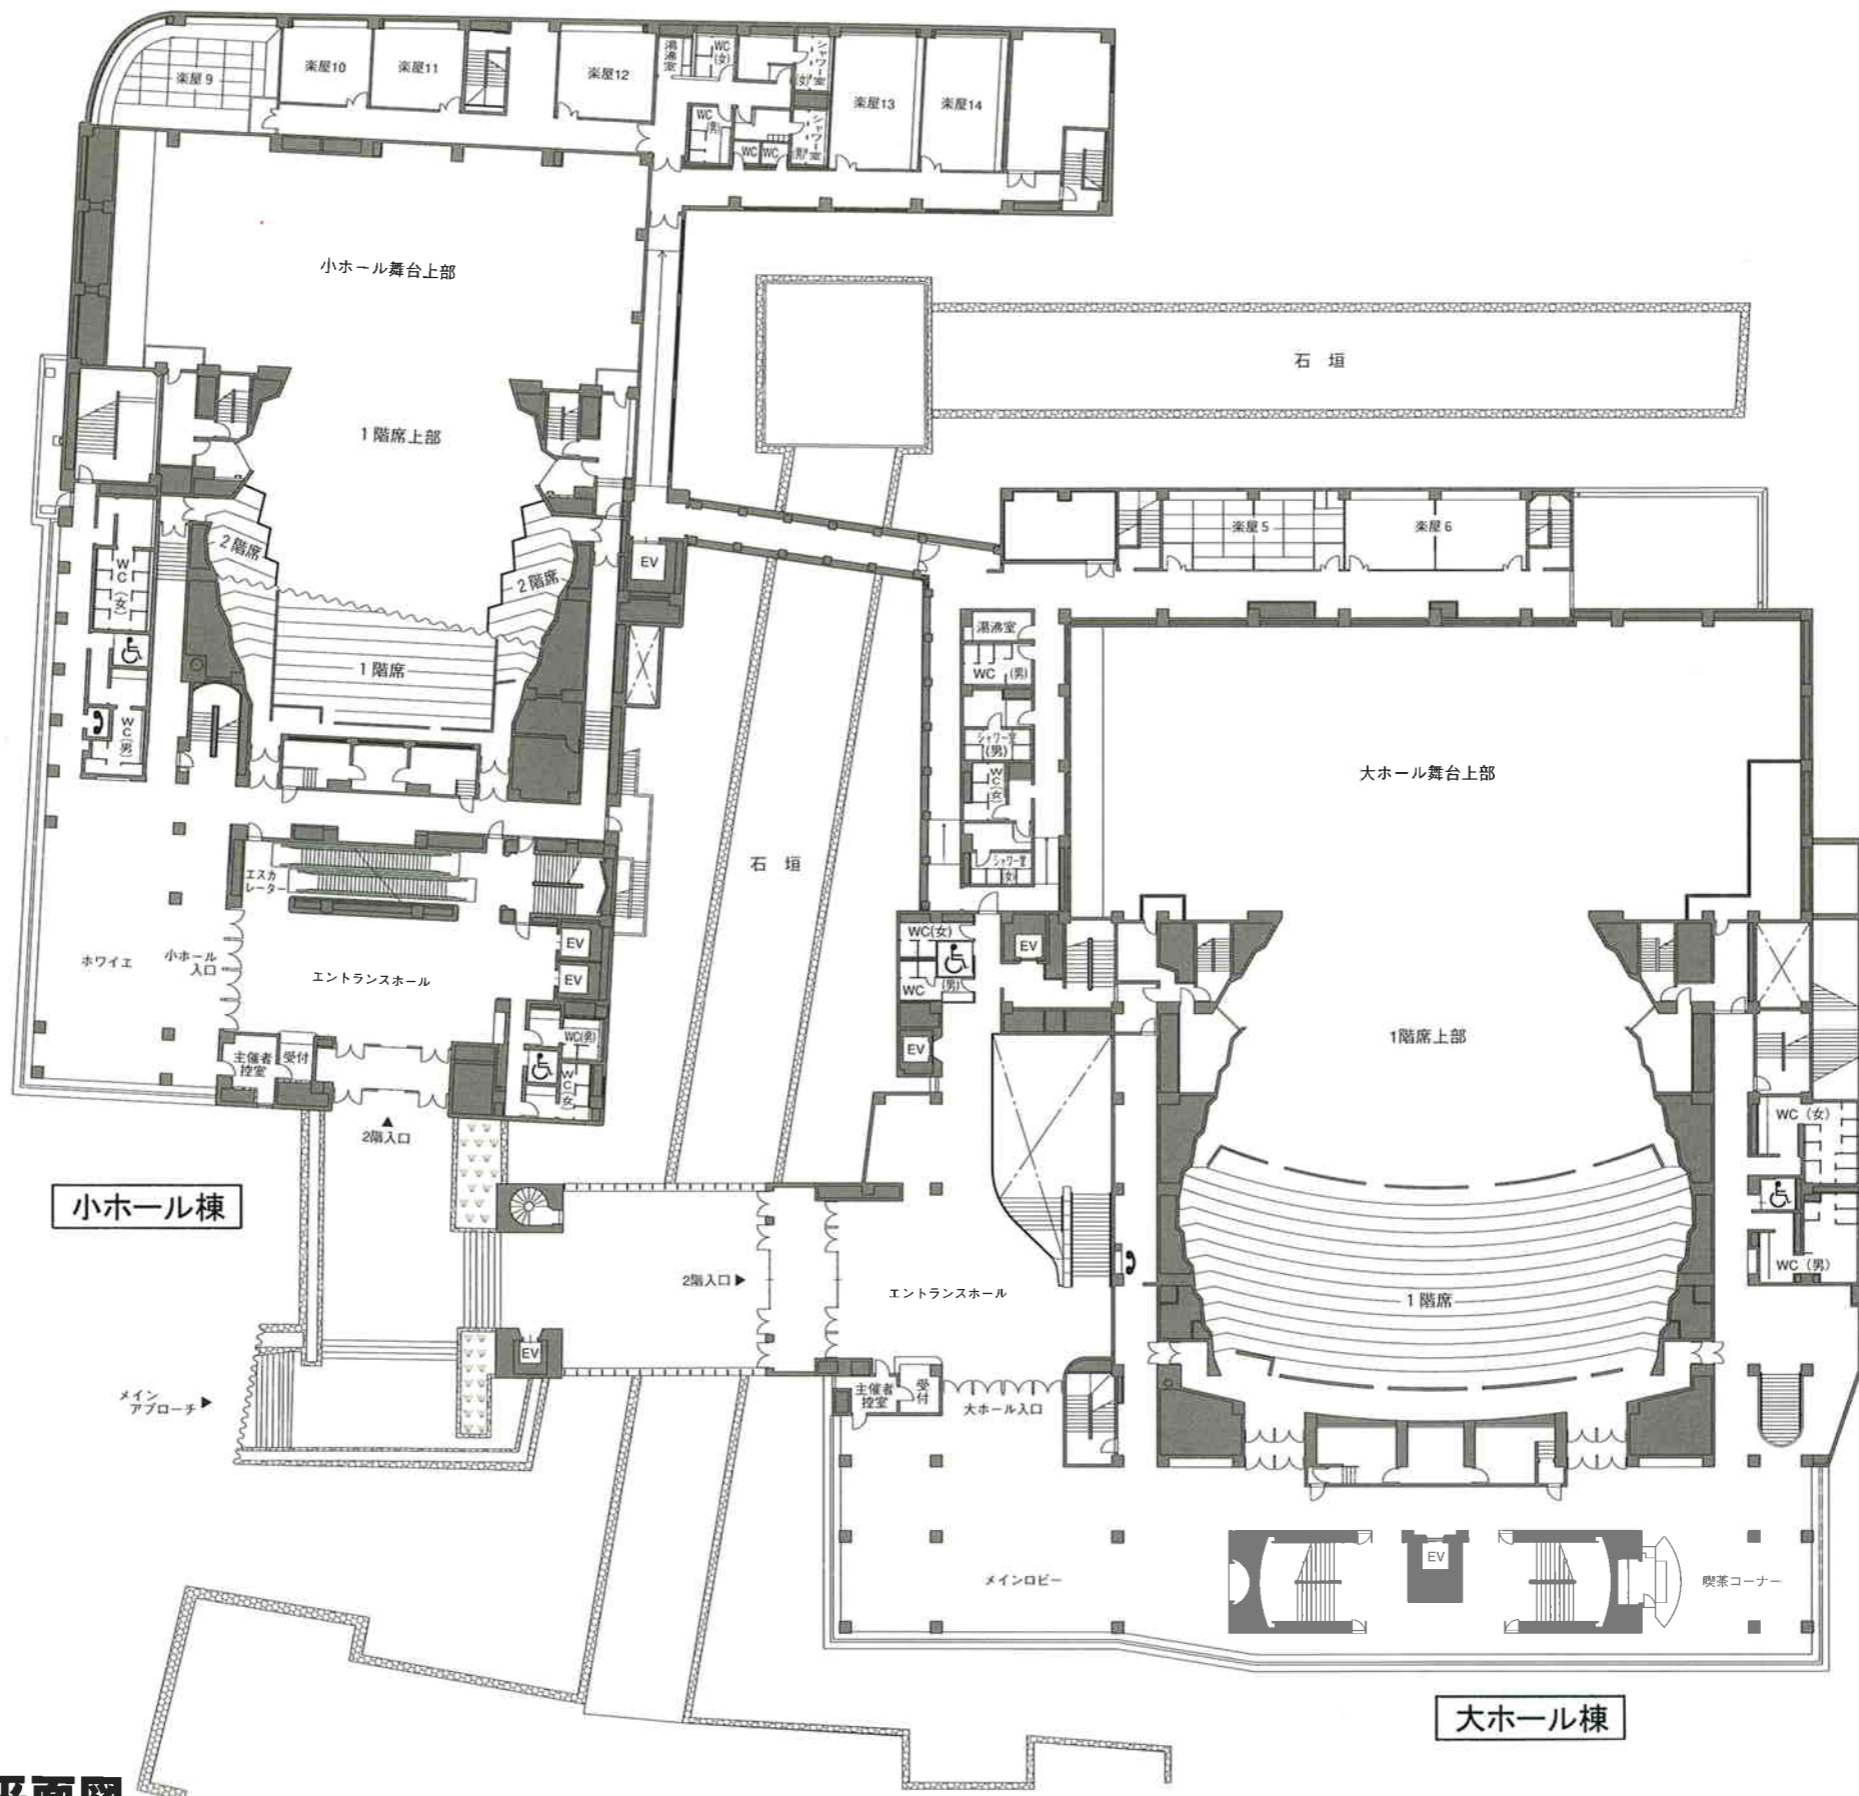 楽屋9
楽屋10
楽屋11
楽屋12
湯沸室
WC
(女)
シャワー室
(女)
楽屋13
楽屋14
WC
(男)
WC
WC
シャワー室
(男)
小ホール舞台上部
石 垣
1階席上部
2階席
2階席
EV
楽屋5
楽屋6
WC(女)
1階席
WC(男)
湯沸室
WC (男)
シャワー室
(男)
WC(女)
シャワー室
(女)
大ホール舞台上部
石 垣
エスカ
レーター
ホワイエ
小ホール
入口
エントランスホール
EV
EV
WC(男)
WC(女)
主催者
控室
受付
2階入口
小ホール棟
WC(女)
WC (男)
EV
EV
1階席上部
WC (女)
WC (男)
2階入口
エントランスホール
1階席
EV
メイン
アプローチ
主催者
控室
受付
大ホール入口
メインロビー
EV
喫茶コーナー
大ホール棟
平面図